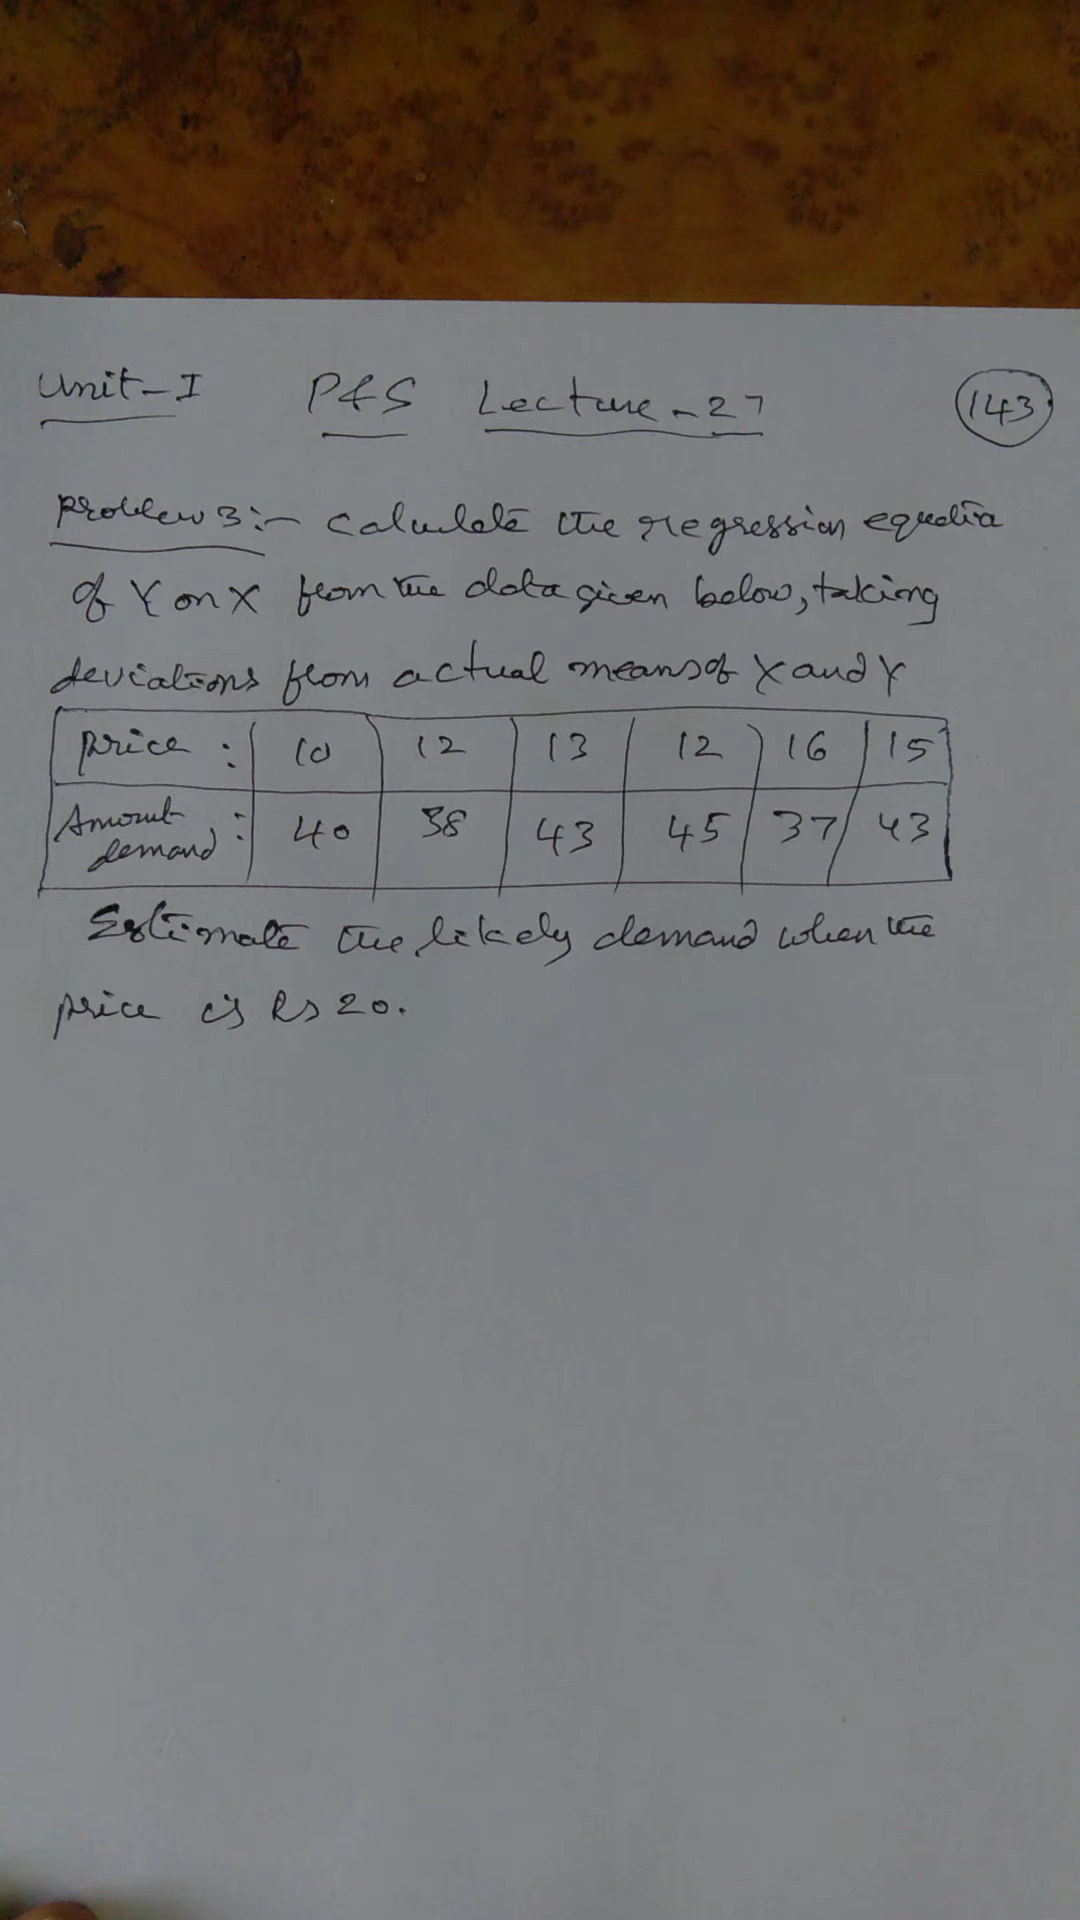 Unit-I P&S Lecture-27 143
Problem 3:- Calculate the regression equation
of Y on X from the data given below, taking
deviations from actual means of X and Y
Price : 10 12 13 12 16 15
Amount demand : 40 38 43 45 37 43
Estimate the likely demand when the
price is Rs 20.